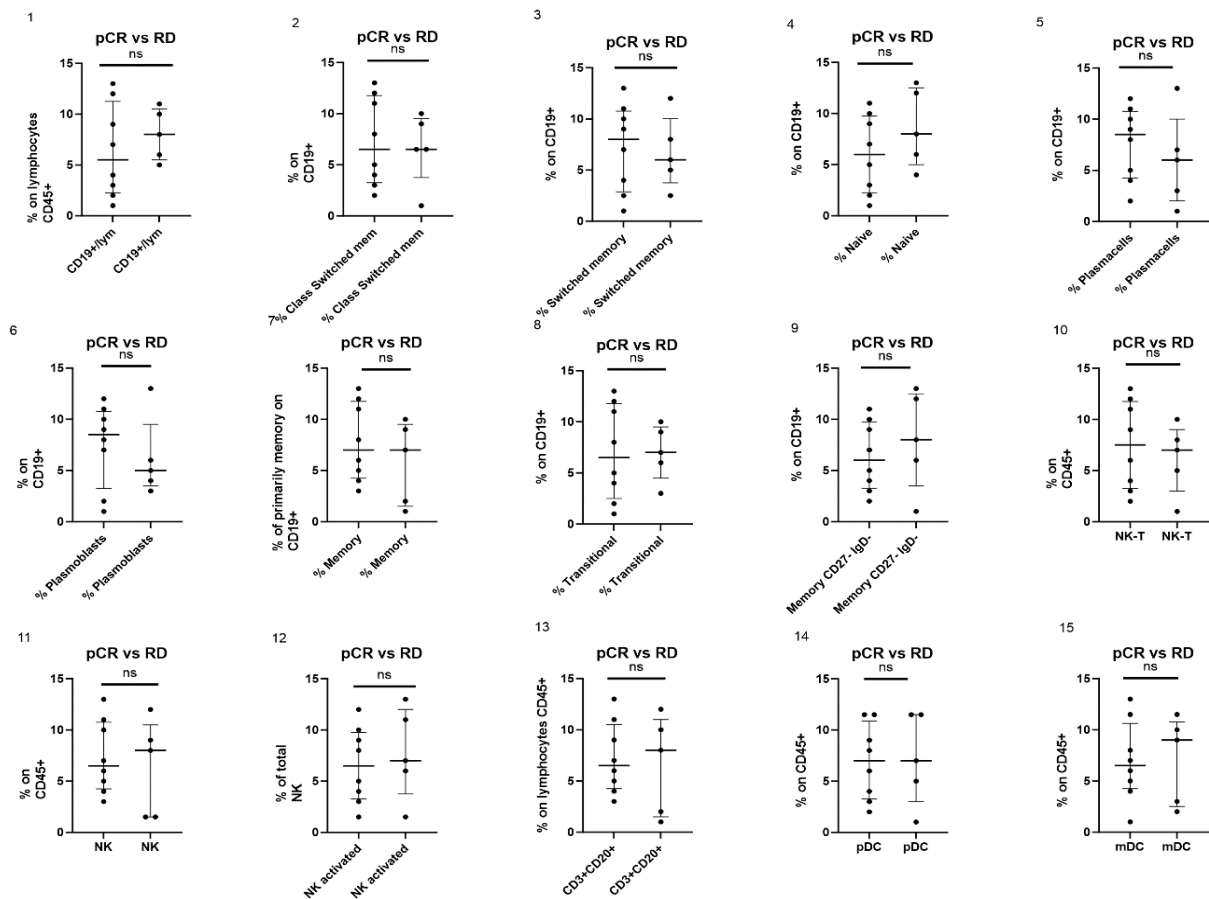 1
pCR vs RD
ns
% on lymphocytes
CD45+
15
10
5
0
CD19+/lym
CD19+/lym
2
pCR vs RD
ns
% on
CD19+
15
10
5
0
% Class Switched mem
% Class Switched mem
3
pCR vs RD
ns
% on CD19+
15
10
5
0
% Switched memory
% Switched memory
4
pCR vs RD
ns
% on CD19+
15
10
5
0
% Naive
% Naive
5
pCR vs RD
ns
% on CD19+
15
10
5
0
% Plasmacells
% Plasmacells
6
pCR vs RD
ns
% on
CD19+
15
10
5
0
% Plasmoblasts
% Plasmoblasts
7
pCR vs RD
ns
% of primarily memory on
CD19+
15
10
5
0
% Memory
% Memory
8
pCR vs RD
ns
% on CD19+
15
10
5
0
% Transitional
% Transitional
9
pCR vs RD
ns
% on CD19+
15
10
5
0
Memory CD27- IgD-
Memory CD27- IgD-
10
pCR vs RD
ns
% on
CD45+
15
10
5
0
NK-T
NK-T
11
pCR vs RD
ns
% on
CD45+
15
10
5
0
NK
NK
12
pCR vs RD
ns
% of total
NK
15
10
5
0
NK activated
NK activated
13
pCR vs RD
ns
% on lymphocytes CD45+
15
10
5
0
CD3+CD20+
CD3+CD20+
14
pCR vs RD
ns
% on CD45+
15
10
5
0
pDC
pDC
15
pCR vs RD
ns
% on CD45+
15
10
5
0
mDC
mDC